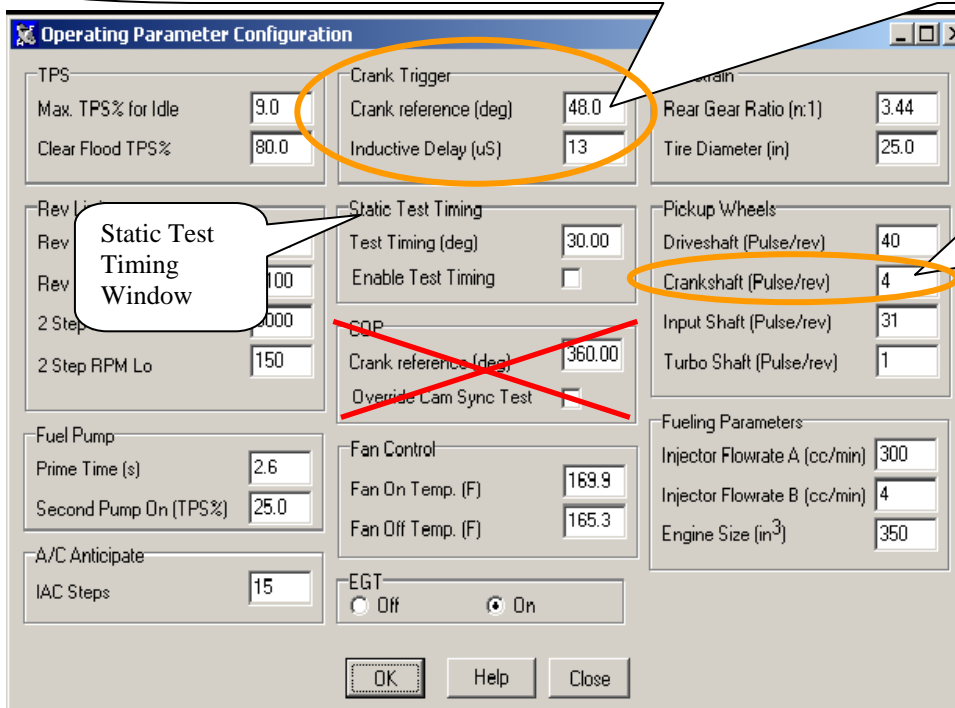 Operating Parameter Configuration
TPS
Max. TPS% for Idle 9.0
Clear Flood TPS% 80.0
Rev
Rev
Rev 100
2 Step 000
2 Step RPM Lo 150
Static Test
Timing
Window
Fuel Pump
Prime Time (s) 2.6
Second Pump On (TPS%) 25.0
A/C Anticipate
IAC Steps 15
Crank Trigger
Crank reference (deg) 48.0
Inductive Delay (uS) 13
Static Test Timing
Test Timing (deg) 30.00
Enable Test Timing
COP
Crank reference (deg) 360.00
Override Cam Sync Test
Fan Control
Fan On Temp. (F) 169.9
Fan Off Temp. (F) 165.3
EGT
Off On
Rear Gear Ratio (n:1) 3.44
Tire Diameter (in) 25.0
Pickup Wheels
Driveshaft (Pulse/rev) 40
Crankshaft (Pulse/rev) 4
Input Shaft (Pulse/rev) 31
Turbo Shaft (Pulse/rev) 1
Fueling Parameters
Injector Flowrate A (cc/min) 300
Injector Flowrate B (cc/min) 4
Engine Size (in³) 350
OK Help Close